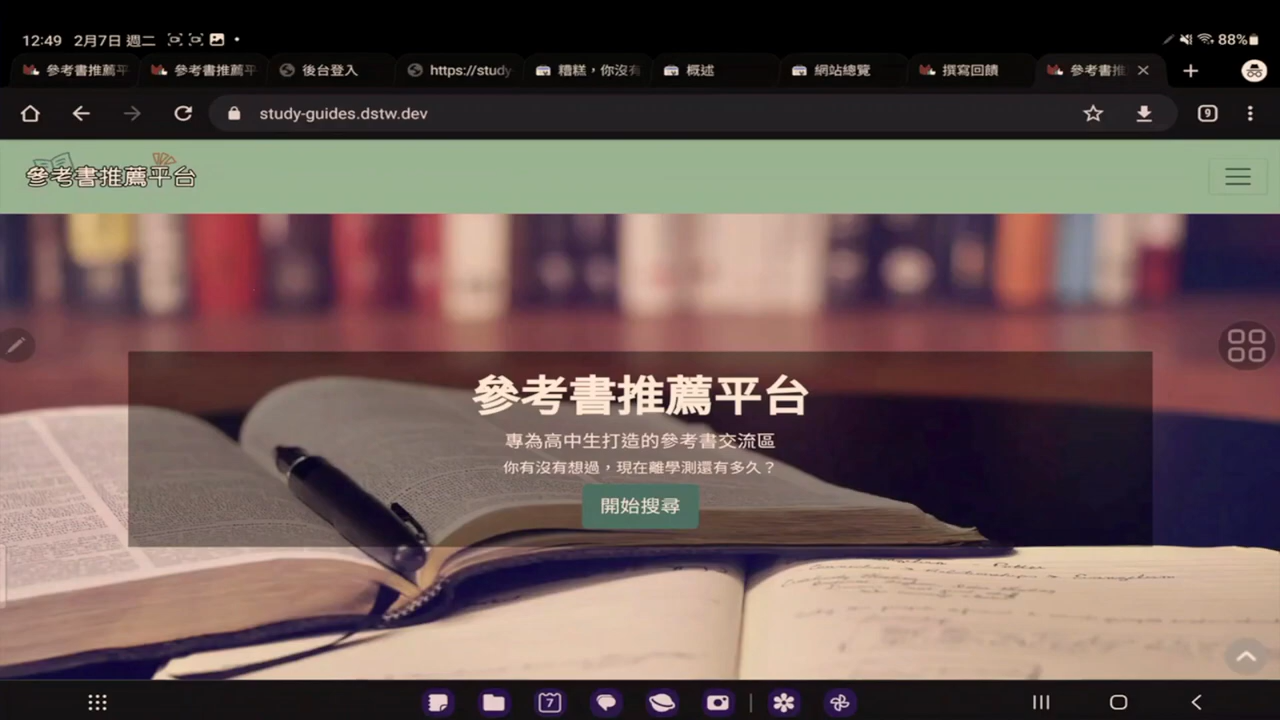 12:49 2月7日 週二 88%
參考書推薦平 參考書推薦平 後台登入 https://study- 糟糕，你沒有 概述 網站總覽 撰寫回饋 參考書推
study-guides.dstw.dev 9
參考書推薦平台
參考書推薦平台
專為高中生打造的參考書交流區
你有沒有想過，現在離學測還有多久？
開始搜尋
7